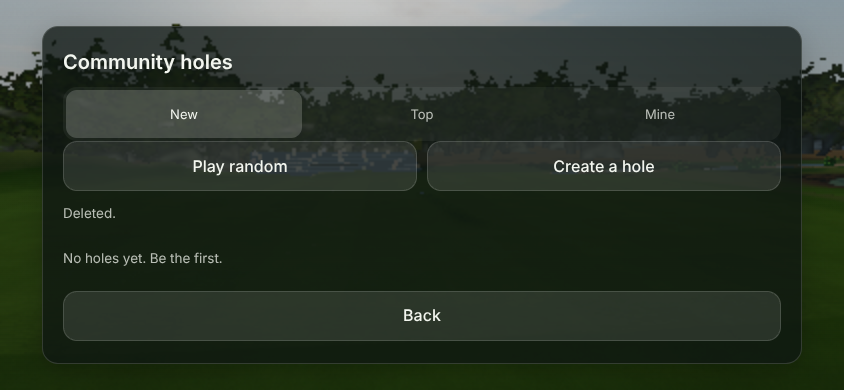 Community holes
New Top Mine
Play random Create a hole
Deleted.
No holes yet. Be the first.
Back